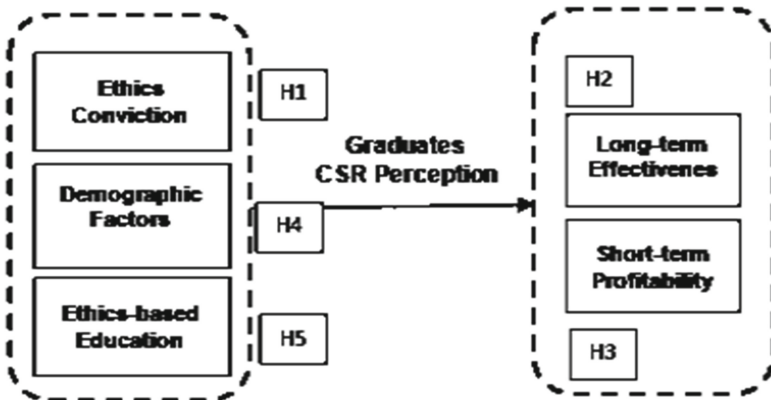 Ethics
Conviction
H1
Demographic
Factors
H4
Ethics-based
Education
H5
Graduates
CSR Perception
H2
Long-term
Effectivenes
Short-term
Profitability
H3